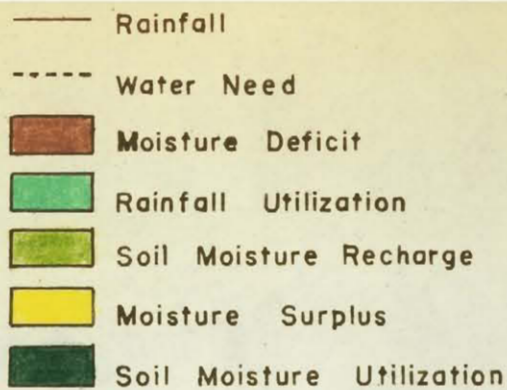 Rainfall
Water Need
Moisture Deficit
Rainfall Utilization
Soil Moisture Recharge
Moisture Surplus
Soil Moisture Utilization